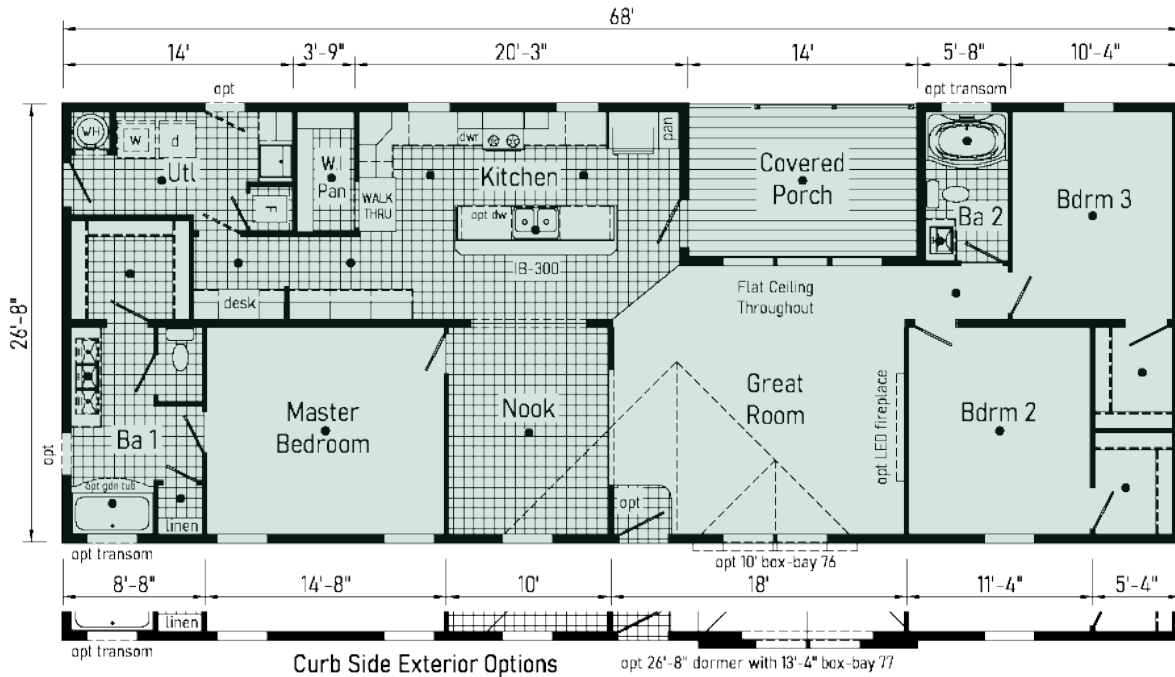 68'
14' 3'-9" 20'-3" 14' 5'-8" 10'-4"
opt
opt transom
WH
w
d
Utl
F
W.I.
Pan
WALK
THRU
dwr
pan
Kitchen
opt dw
IB-300
Covered
Porch
Ba 2
Bdrm 3
26'-8"
desk
Flat Ceiling
Throughout
Master
Bedroom
Nook
Great
Room
opt LED fireplace
Bdrm 2
Ba 1
opt
opt gdn tub
linen
opt
opt transom
opt 10' box-bay 76
8'-8" 14'-8" 10' 18' 11'-4" 5'-4"
linen
opt transom
Curb Side Exterior Options
opt 26'-8" dormer with 13'-4" box-bay 77